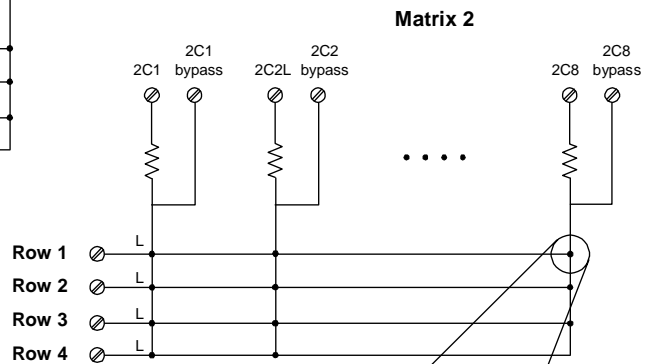 Matrix 2
2C1
2C1 bypass
2C2L
2C2 bypass
2C8
2C8 bypass
Row 1
L
Row 2
L
Row 3
L
Row 4
L